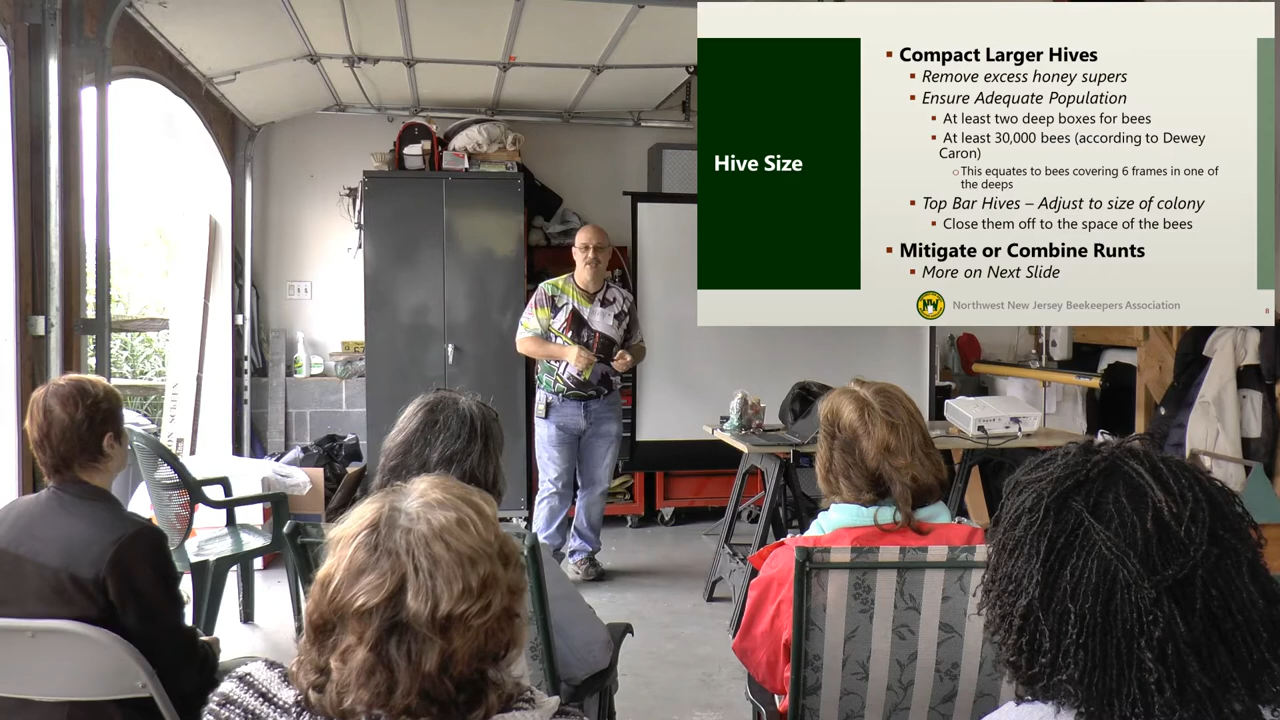 Hive Size
Compact Larger Hives
Remove excess honey supers
Ensure Adequate Population
At least two deep boxes for bees
At least 30,000 bees (according to Dewey
Caron)
This equates to bees covering 6 frames in one of
the deeps
Top Bar Hives – Adjust to size of colony
Close them off to the space of the bees
Mitigate or Combine Runts
More on Next Slide
NW
Northwest New Jersey Beekeepers Association
8